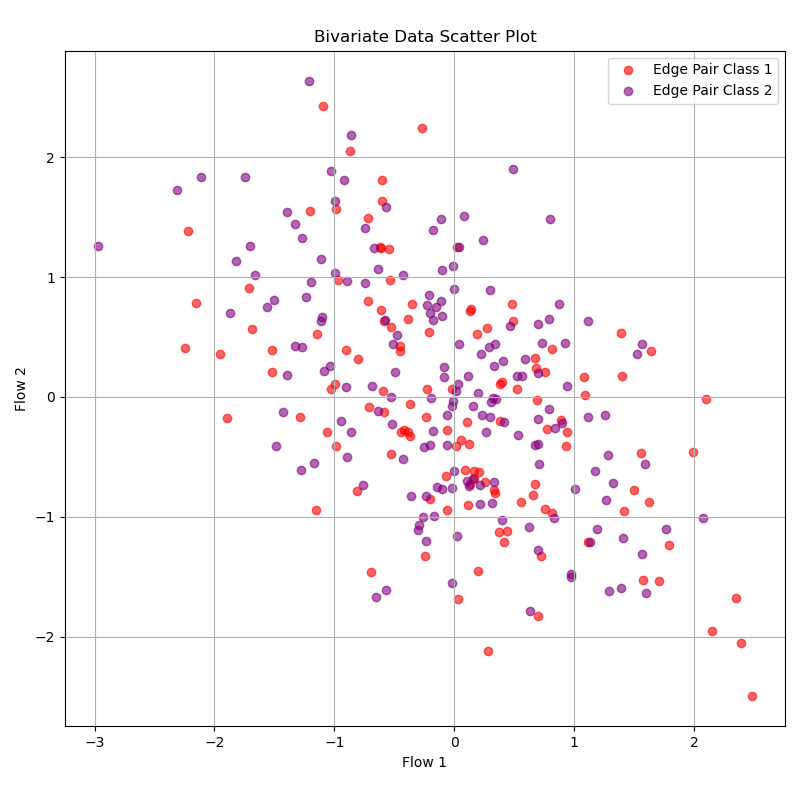 Bivariate Data Scatter Plot
Edge Pair Class 1
Edge Pair Class 2
2
1
0
−1
−2
Flow 2
−3 −2 −1 0 1 2
Flow 1